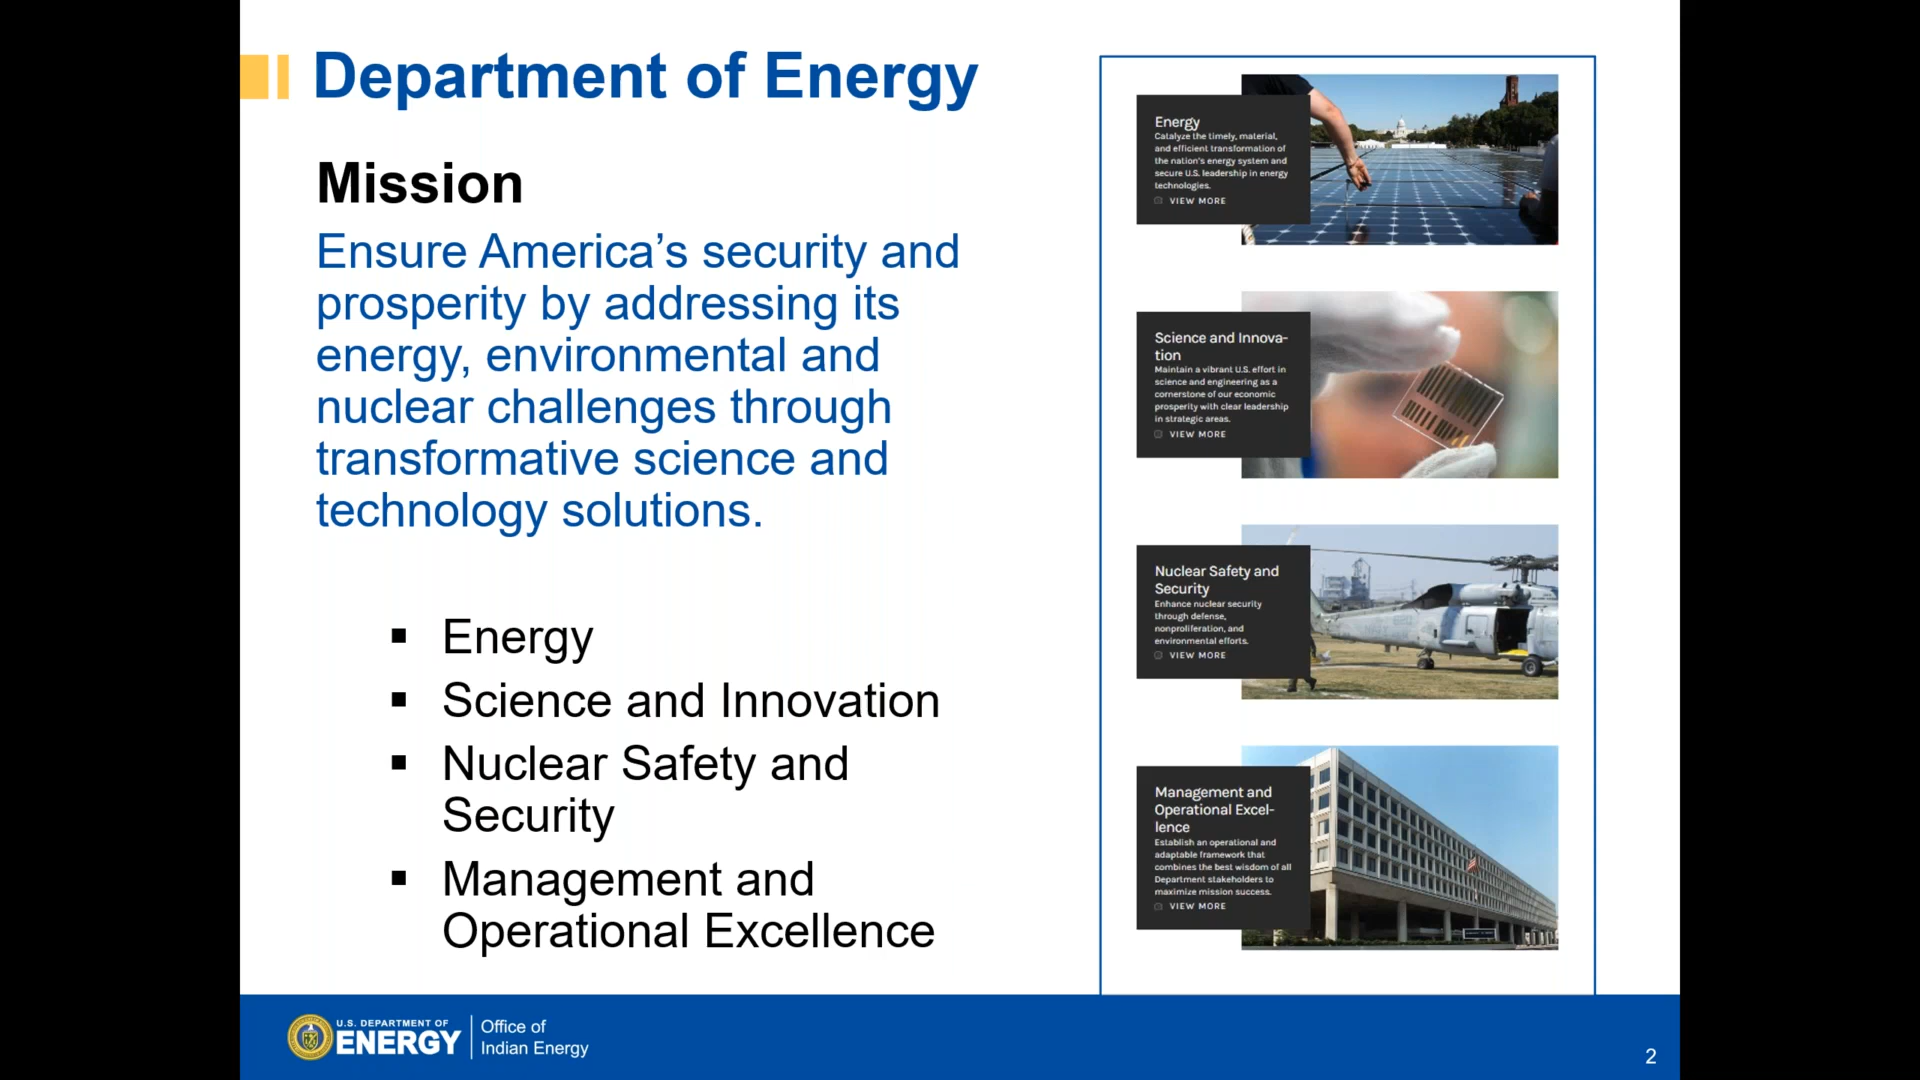 Department of Energy
Mission
Ensure America's security and
prosperity by addressing its
energy, environmental and
nuclear challenges through
transformative science and
technology solutions.
▪ Energy
▪ Science and Innovation
▪ Nuclear Safety and
Security
▪ Management and
Operational Excellence
Energy
Catalyze the timely, material,
and efficient transformation of
the nation's energy system and
secure U.S. leadership in energy
technologies.
VIEW MORE
Science and Innova-
tion
Maintain a vibrant U.S. effort in
science and engineering as a
cornerstone of our economic
prosperity with clear leadership
in strategic areas.
VIEW MORE
Nuclear Safety and
Security
Enhance nuclear security
through defense,
nonproliferation, and
environmental efforts.
VIEW MORE
Management and
Operational Excel-
lence
Establish an operational and
adaptable framework that
combines the best wisdom of all
Department stakeholders to
maximize mission success.
VIEW MORE
U.S. DEPARTMENT OF
ENERGY
Office of
Indian Energy
2